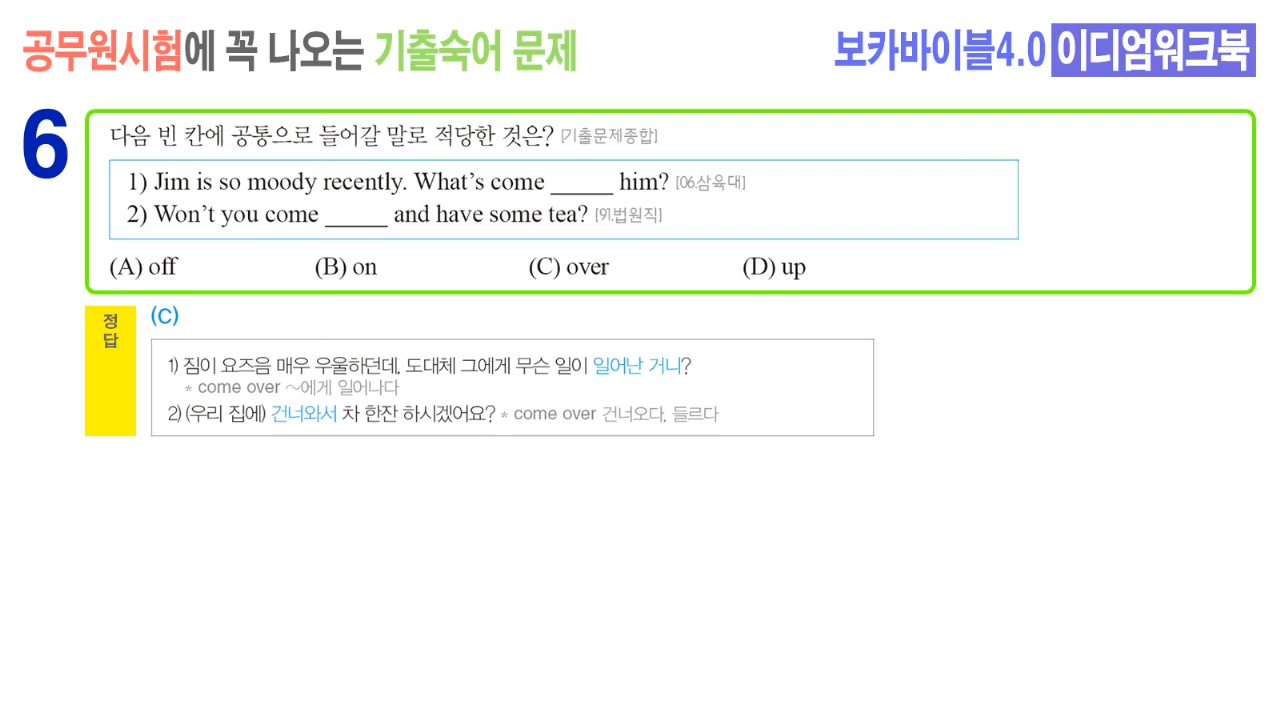 공무원시험에 꼭 나오는 기출숙어 문제
보카바이블4.0 이디엄워크북
6
다음 빈 칸에 공통으로 들어갈 말로 적당한 것은? [기출문제종합]
1) Jim is so moody recently. What's come _____ him? [06.삼육대]
2) Won't you come _____ and have some tea? [91.법원직]
(A) off (B) on (C) over (D) up
정답
(C)
1) 짐이 요즈음 매우 우울하던데, 도대체 그에게 무슨 일이 일어난 거니?
* come over ～에게 일어나다
2) (우리 집에) 건너와서 차 한잔 하시겠어요? * come over 건너오다, 들르다